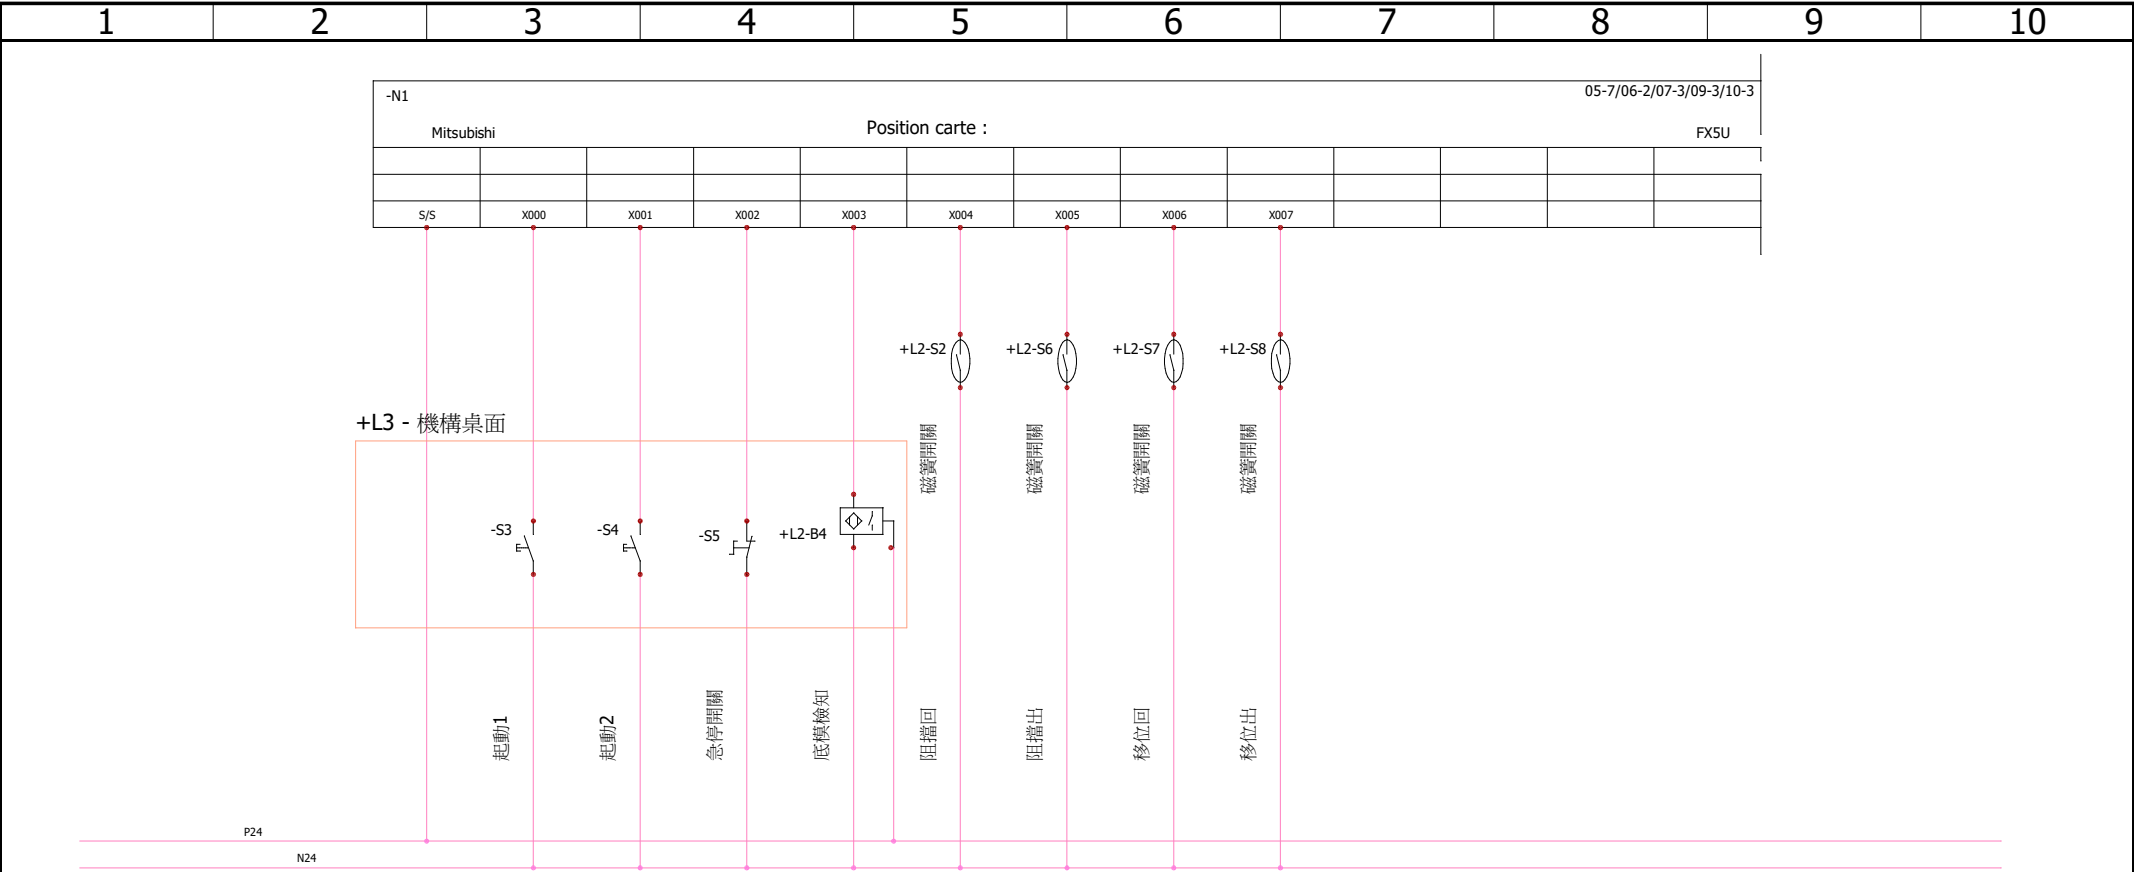 1 2 3 4 5 6 7 8 9 10
-N1 05-7/06-2/07-3/09-3/10-3
Mitsubishi Position carte : FX5U
S/S X000 X001 X002 X003 X004 X005 X006 X007
+L2-S2 +L2-S6 +L2-S7 +L2-S8
+L3 - 機構桌面
磁簧開關 磁簧開關 磁簧開關 磁簧開關
-S3 -S4 -S5 +L2-B4
起動1 起動2 急停開關 底模檢知 阻擋回 阻擋出 移位回 移位出
P24
N24